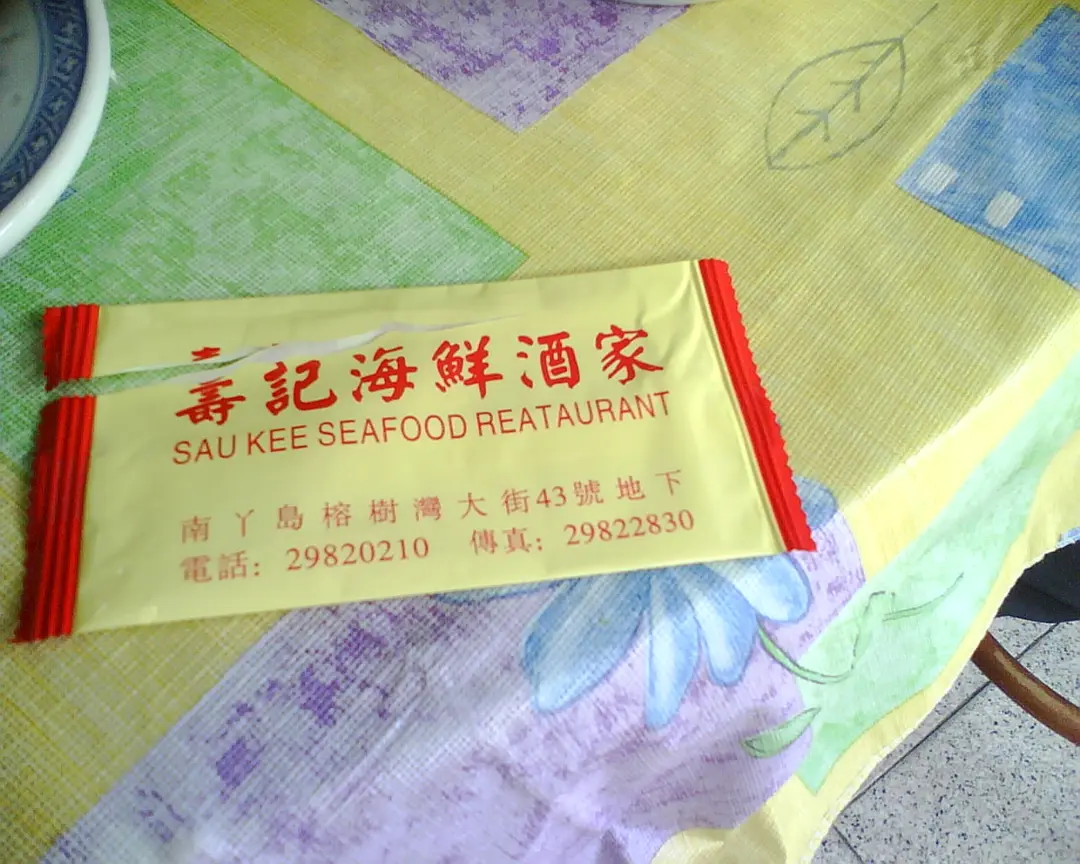 壽記海鮮酒家
SAU KEE SEAFOOD REATAURANT
南丫島榕樹灣大街43號地下
電話: 29820210 傳真: 29822830